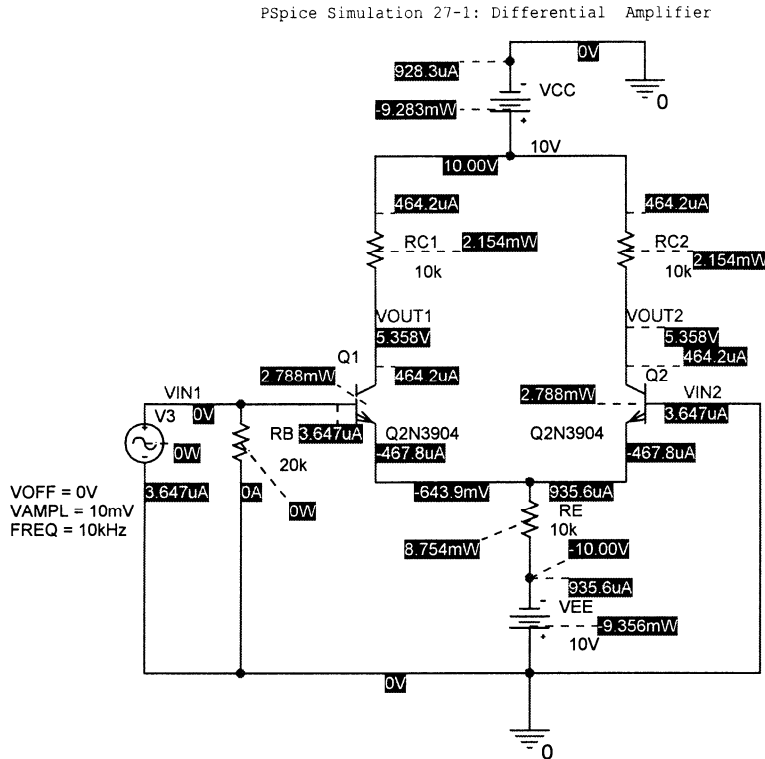 PSpice Simulation 27-1: Differential Amplifier
0V
928.3uA
VCC
0
-9.283mW
10V
10.00V
464.2uA
464.2uA
RC1
2.154mW
RC2
10k
10k
2.154mW
VOUT1
VOUT2
5.358V
5.358V
Q1
464.2uA
2.788mW
464.2uA
Q2
VIN1
2.788mW
VIN2
0V
3.647uA
V3
RB
3.647uA
Q2N3904
Q2N3904
0W
20k
-467.8uA
-467.8uA
VOFF = 0V
3.647uA
0A
-643.9mV
935.6uA
VAMPL = 10mV
0W
RE
FREQ = 10kHz
10k
8.754mW
-10.00V
935.6uA
VEE
-9.356mW
10V
0V
0